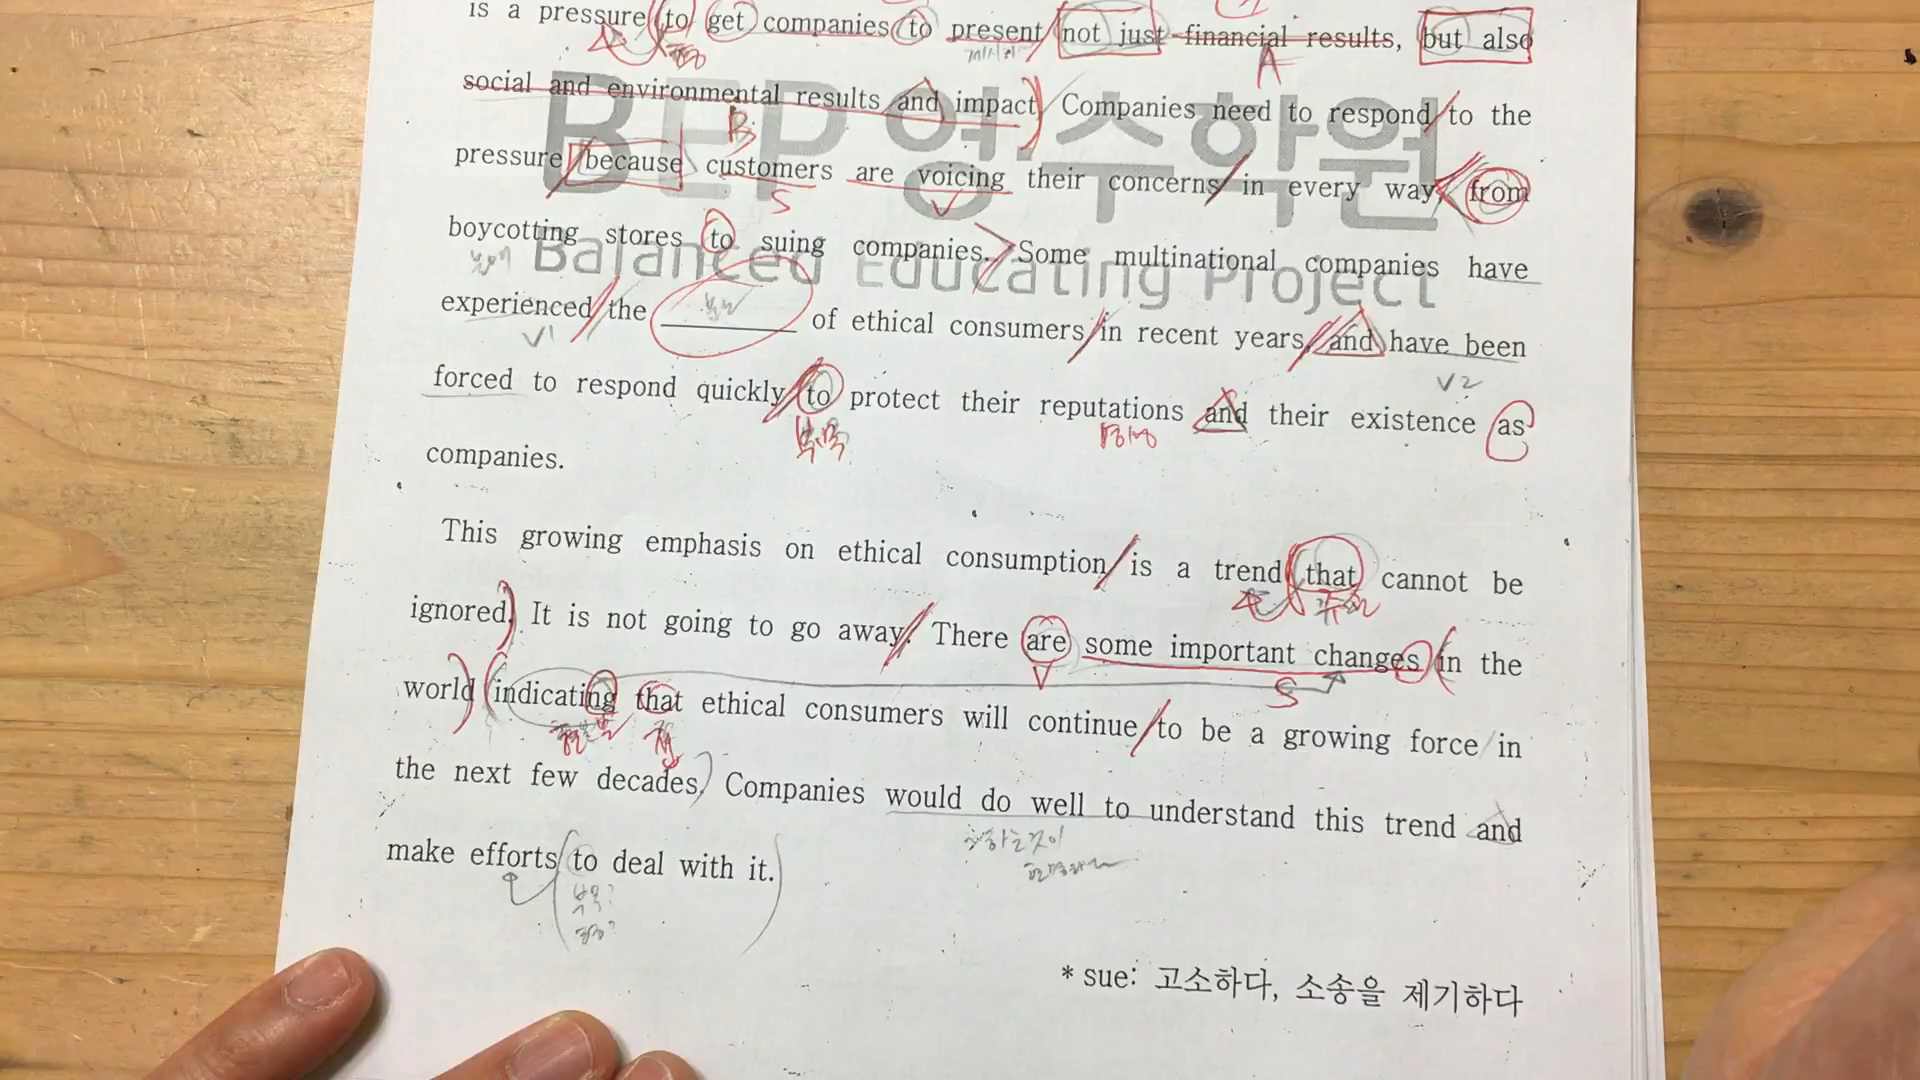 is a pressure to get companies to present not just financial results, but also
A
social and environmental results and impact. Companies need to respond to the
B
BEP 영·수학원
pressure because customers are voicing their concerns in every way, from
S
V
boycotting stores to suing companies. Some multinational companies have
Balanced Educating Project
experienced the __________ of ethical consumers in recent years, and have been
V1
V2
forced to respond quickly to protect their reputations and their existence as
companies.
This growing emphasis on ethical consumption is a trend that cannot be
ignored. It is not going to go away. There are some important changes in the
V
S
world indicating that ethical consumers will continue to be a growing force in
the next few decades. Companies would do well to understand this trend and
make efforts to deal with it.
* sue: 고소하다, 소송을 제기하다